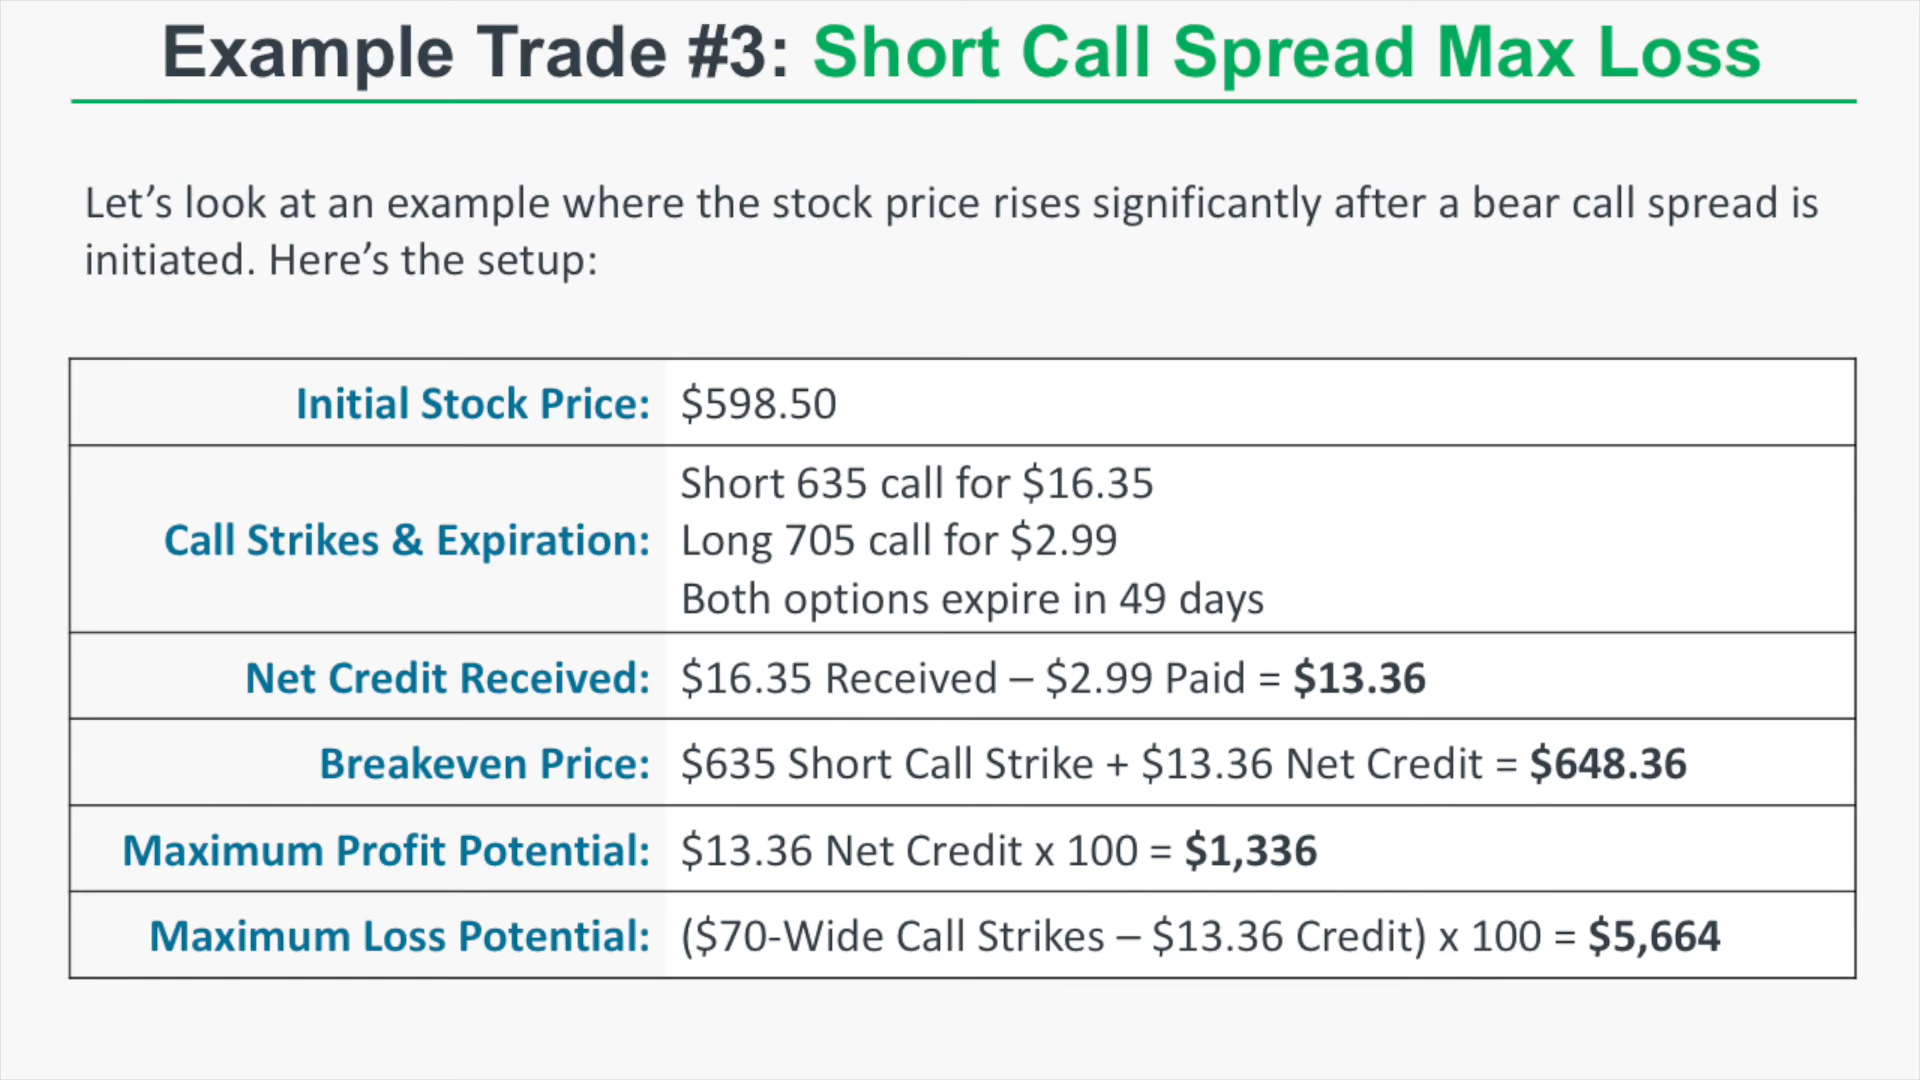 Example Trade #3: Short Call Spread Max Loss
Let’s look at an example where the stock price rises significantly after a bear call spread is
initiated. Here’s the setup:
Initial Stock Price: $598.50
Call Strikes & Expiration:
Short 635 call for $16.35
Long 705 call for $2.99
Both options expire in 49 days
Net Credit Received: $16.35 Received – $2.99 Paid = $13.36
Breakeven Price: $635 Short Call Strike + $13.36 Net Credit = $648.36
Maximum Profit Potential: $13.36 Net Credit x 100 = $1,336
Maximum Loss Potential: ($70-Wide Call Strikes – $13.36 Credit) x 100 = $5,664